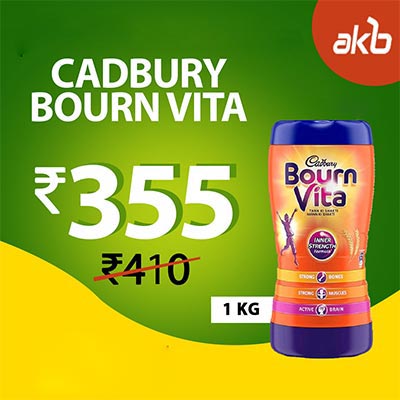 akb
CADBURY
BOURN VITA
₹355
₹410
1 KG
Cadbury
Bourn
Vita
INNER
STRENGTH
STRONG BONES
STRONG MUSCLES
ACTIVE BRAIN